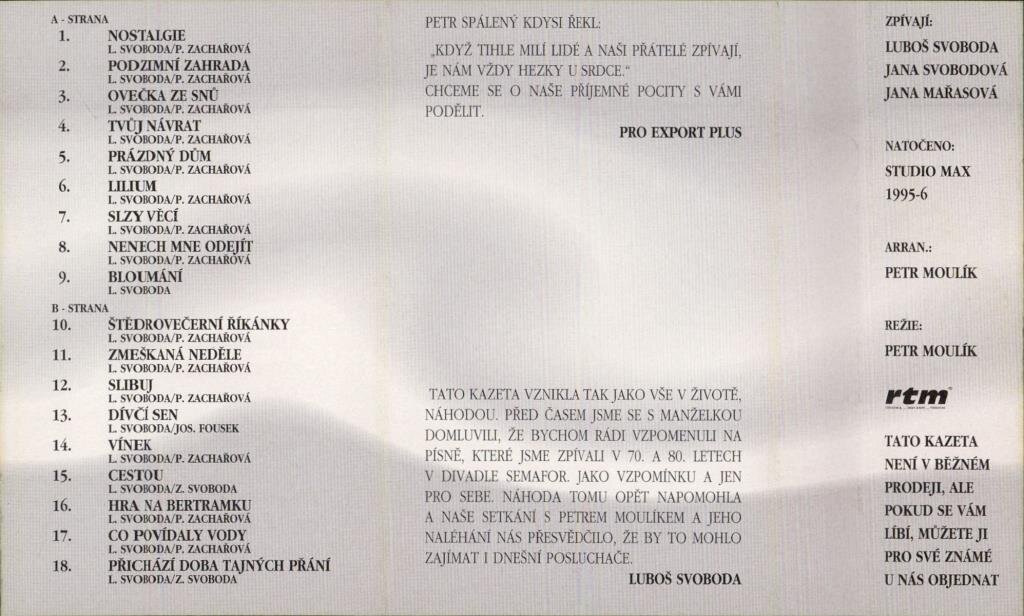 A - STRANA
1. NOSTALGIE
L. SVOBODA/P. ZACHAŘOVÁ
2. PODZIMNÍ ZAHRADA
L. SVOBODA/P. ZACHAŘOVÁ
3. OVEČKA ZE SNŮ
L. SVOBODA/P. ZACHAŘOVÁ
4. TVŮJ NÁVRAT
L. SVOBODA/P. ZACHAŘOVÁ
5. PRÁZDNÝ DŮM
L. SVOBODA/P. ZACHAŘOVÁ
6. LILIUM
L. SVOBODA/P. ZACHAŘOVÁ
7. SLZY VĚCÍ
L. SVOBODA/P. ZACHAŘOVÁ
8. NENECH MNE ODEJÍT
L. SVOBODA/P. ZACHAŘOVÁ
9. BLOUMÁNÍ
L. SVOBODA
B - STRANA
10. ŠTĚDROVEČERNÍ ŘÍKÁNKY
L. SVOBODA/P. ZACHAŘOVÁ
11. ZMEŠKANÁ NEDĚLE
L. SVOBODA/P. ZACHAŘOVÁ
12. SLIBUJ
L. SVOBODA/P. ZACHAŘOVÁ
13. DÍVČÍ SEN
L. SVOBODA/JOS. FOUSEK
14. VÍNEK
L. SVOBODA/P. ZACHAŘOVÁ
15. CESTOU
L. SVOBODA/Z. SVOBODA
16. HRA NA BERTRAMKU
L. SVOBODA/P. ZACHAŘOVÁ
17. CO POVÍDALY VODY
L. SVOBODA/P. ZACHAŘOVÁ
18. PŘICHÁZÍ DOBA TAJNÝCH PŘÁNÍ
L. SVOBODA/Z. SVOBODA
PETR SPÁLENÝ KDYSI ŘEKL:
„KDYŽ TIHLE MILÍ LIDÉ A NAŠI PŘÁTELÉ ZPÍVAJÍ,
JE NÁM VŽDY HEZKY U SRDCE.“
CHCEME SE O NAŠE PŘÍJEMNÉ POCITY S VÁMI
PODĚLIT.
PRO EXPORT PLUS
TATO KAZETA VZNIKLA TAK JAKO VŠE V ŽIVOTĚ,
NÁHODOU. PŘED ČASEM JSME SE S MANŽELKOU
DOMLUVILI, ŽE BYCHOM RÁDI VZPOMENULI NA
PÍSNĚ, KTERÉ JSME ZPÍVALI V 70. A 80. LETECH
V DIVADLE SEMAFOR. JAKO VZPOMÍNKU A JEN
PRO SEBE. NÁHODA TOMU OPĚT NAPOMOHLA
A NAŠE SETKÁNÍ S PETREM MOULÍKEM A JEHO
NALÉHÁNÍ NÁS PŘESVĚDČILO, ŽE BY TO MOHLO
ZAJÍMAT I DNEŠNÍ POSLUCHAČE.
LUBOŠ SVOBODA
ZPÍVAJÍ:
LUBOŠ SVOBODA
JANA SVOBODOVÁ
JANA MAŘASOVÁ
NATOČENO:
STUDIO MAX
1995-6
ARRAN.:
PETR MOULÍK
REŽIE:
PETR MOULÍK
rtm
TATO KAZETA
NENÍ V BĚŽNÉM
PRODEJI, ALE
POKUD SE VÁM
LÍBÍ, MŮŽETE JI
PRO SVÉ ZNÁMÉ
U NÁS OBJEDNAT